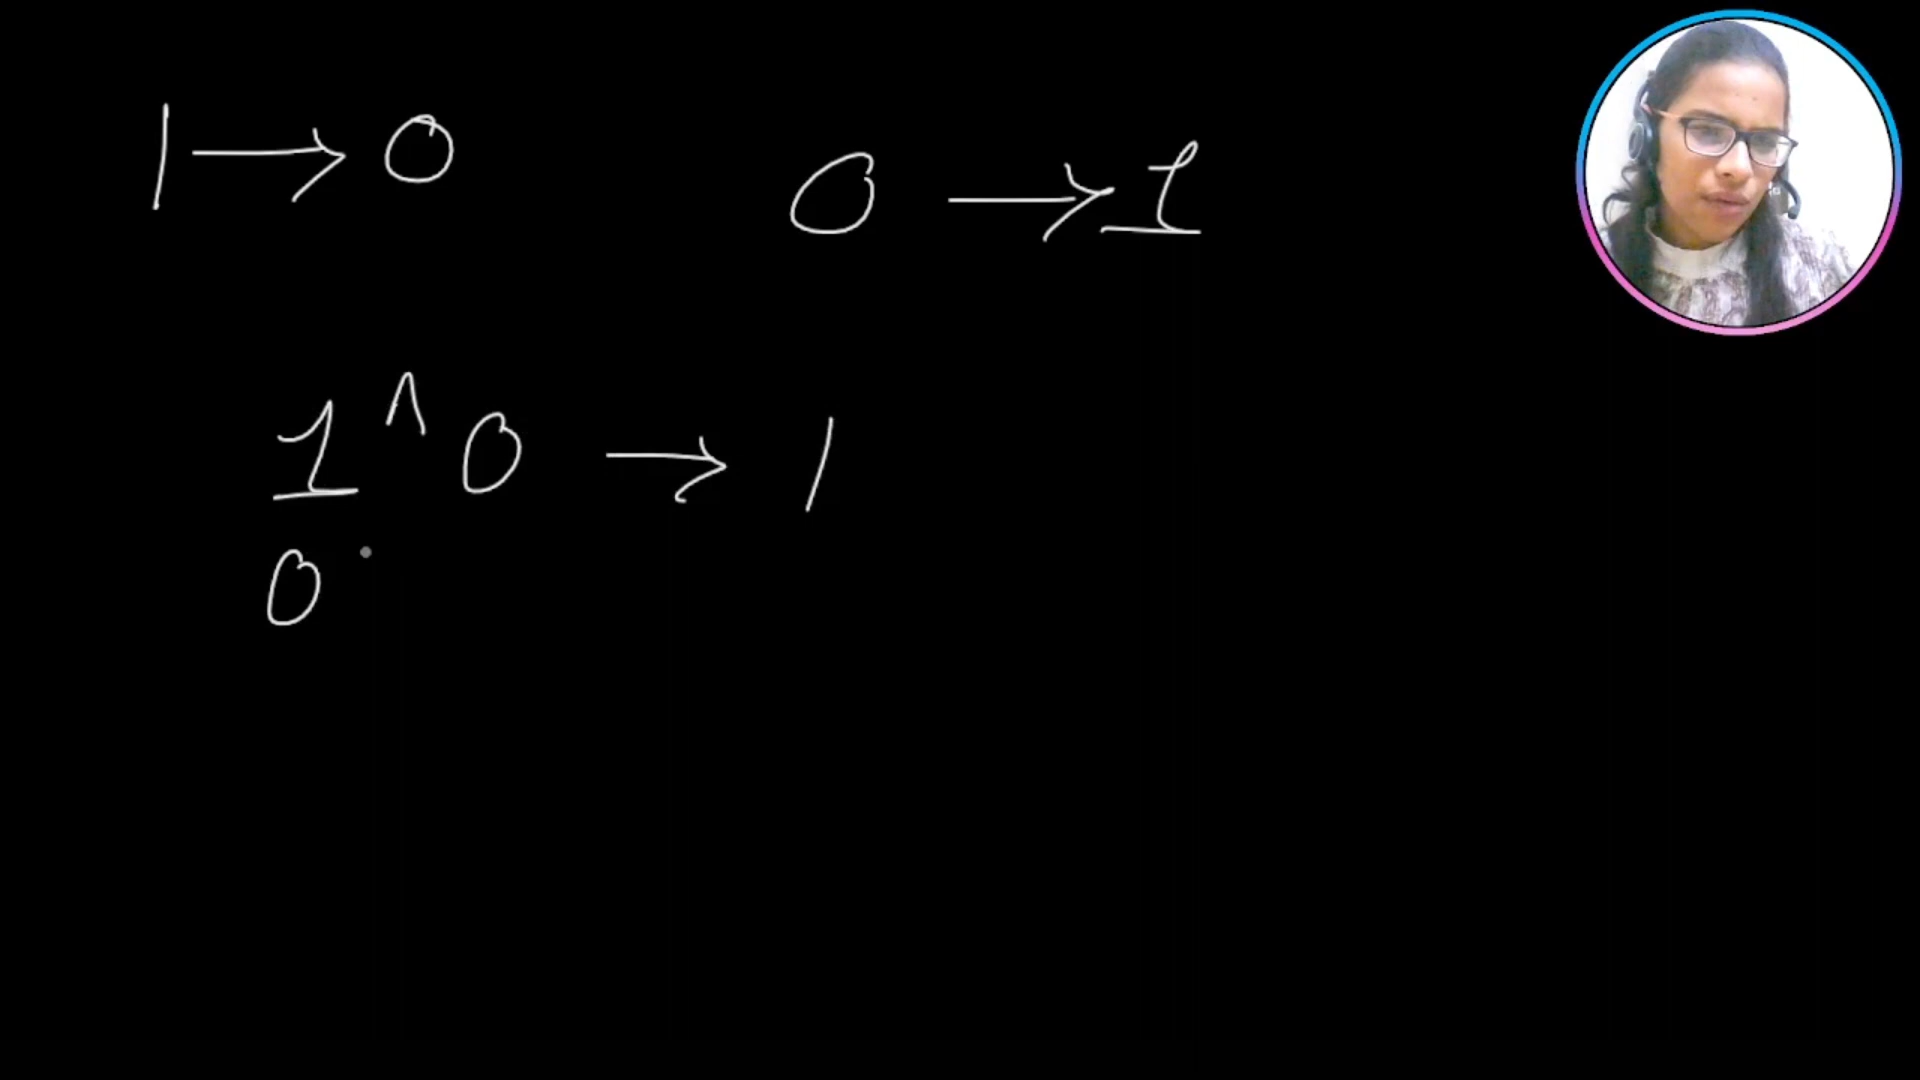 1 → 0
0 → 1
1 ^ 0 → 1
0